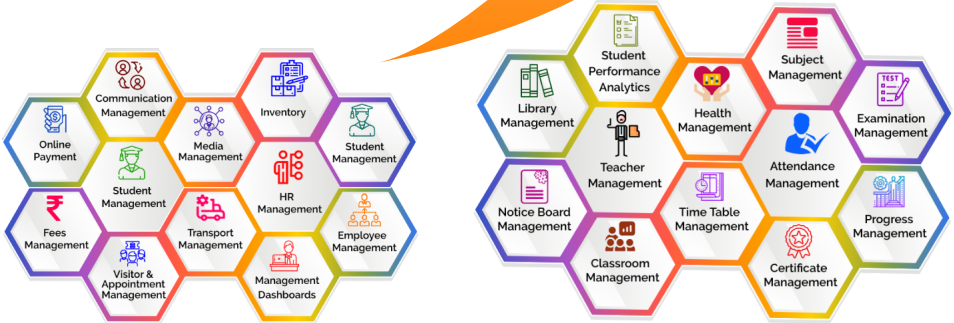 Communication
Management
Inventory
Online
Payment
Media
Management
Student
Management
Student
Management
HR
Management
Fees
Management
Transport
Management
Employee
Management
Visitor &
Appointment
Management
Management
Dashboards
Student
Performance
Analytics
Subject
Management
Library
Management
Health
Management
TEST
Examination
Management
Teacher
Management
Attendance
Management
Notice Board
Management
Time Table
Management
Progress
Management
Classroom
Management
Certificate
Management